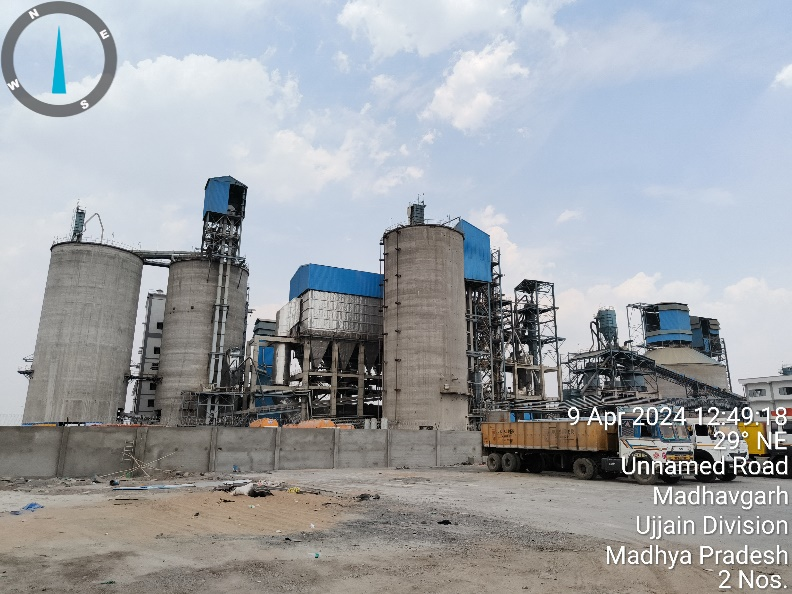 N
E
W
S
9 Apr 2024 12:49:18
29° NE
Unnamed Road
Madhavgarh
Ujjain Division
Madhya Pradesh
2 Nos.